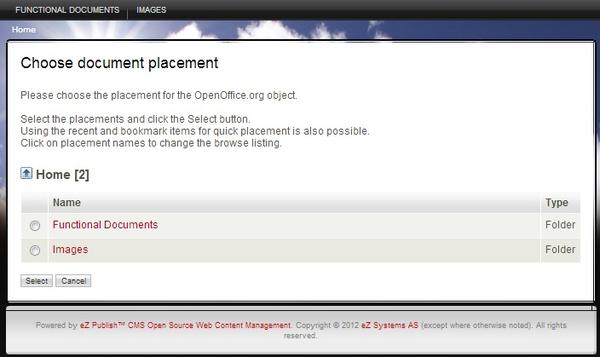 FUNCTIONAL DOCUMENTS IMAGES
Home
Choose document placement
Please choose the placement for the OpenOffice.org object.
Select the placements and click the Select button.
Using the recent and bookmark items for quick placement is also possible.
Click on placement names to change the browse listing.
Home [2]
Name Type
Functional Documents Folder
Images Folder
Select Cancel
Powered by eZ Publish™ CMS Open Source Web Content Management. Copyright © 2012 eZ Systems AS (except where otherwise noted). All rights
reserved.